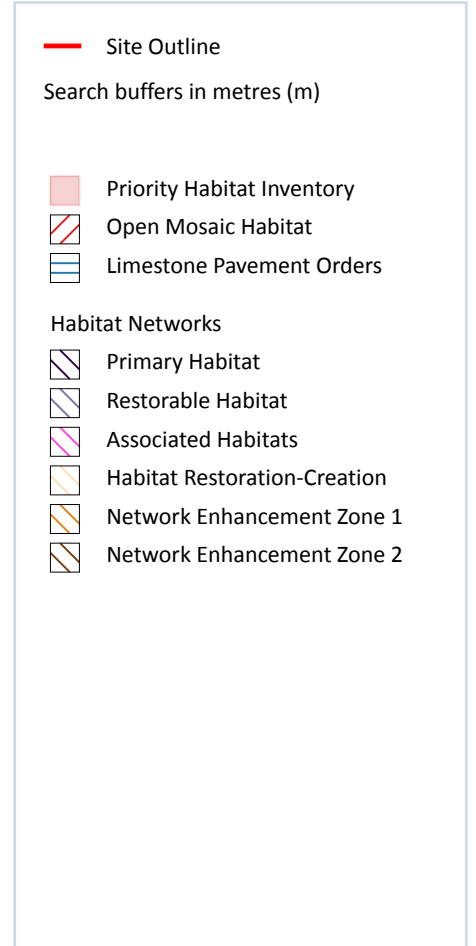 Site Outline
Search buffers in metres (m)
Priority Habitat Inventory
Open Mosaic Habitat
Limestone Pavement Orders
Habitat Networks
Primary Habitat
Restorable Habitat
Associated Habitats
Habitat Restoration-Creation
Network Enhancement Zone 1
Network Enhancement Zone 2